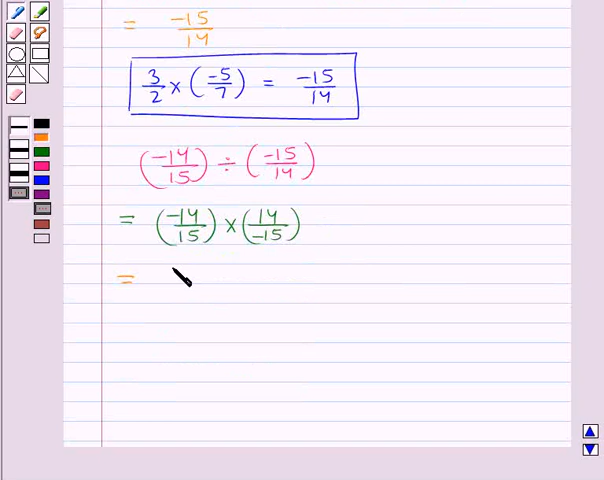 = -15/14
3/2 × (-5/7) = -15/14
(-14/15) ÷ (-15/14)
= (-14/15) × (14/-15)
=